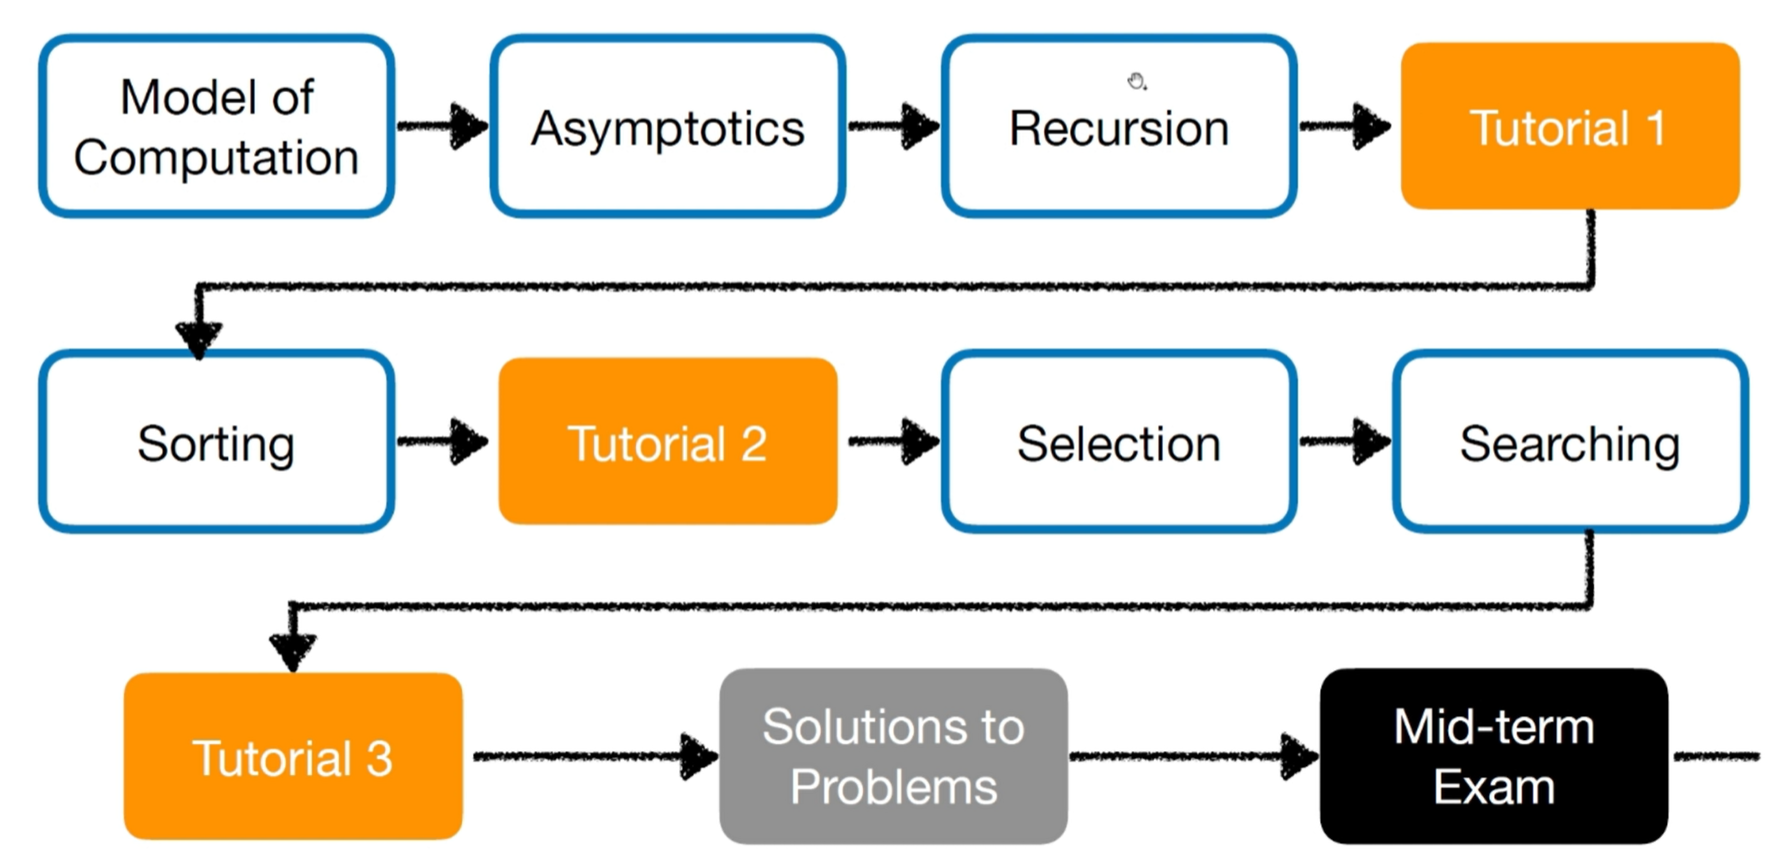 Model of
Computation
Asymptotics
Recursion
Tutorial 1
Sorting
Tutorial 2
Selection
Searching
Tutorial 3
Solutions to
Problems
Mid-term
Exam